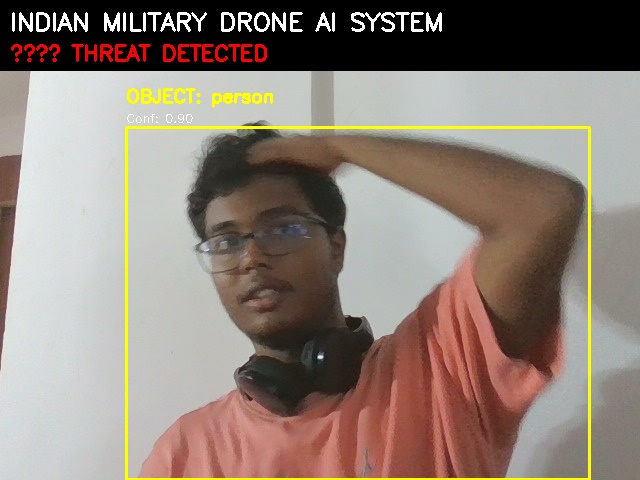 INDIAN MILITARY DRONE AI SYSTEM
???? THREAT DETECTED
OBJECT: person
Conf: 0.90